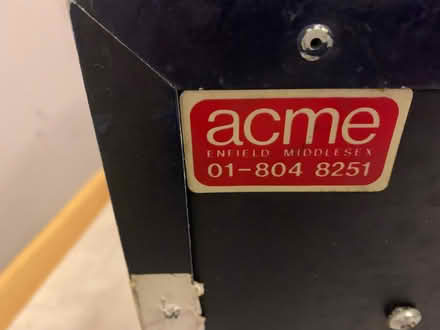 acme
ENFIELD MIDDLESEX
01-804 8251